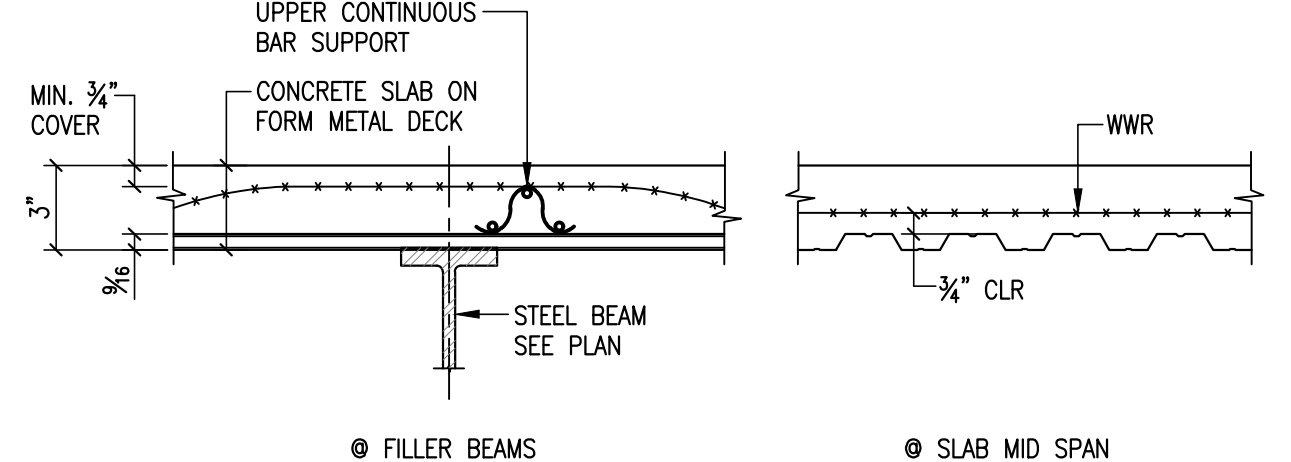 UPPER CONTINUOUS
BAR SUPPORT
MIN. 3/4"
COVER
CONCRETE SLAB ON
FORM METAL DECK
3"
9/16
STEEL BEAM
SEE PLAN
@ FILLER BEAMS
WWR
3/4" CLR
@ SLAB MID SPAN